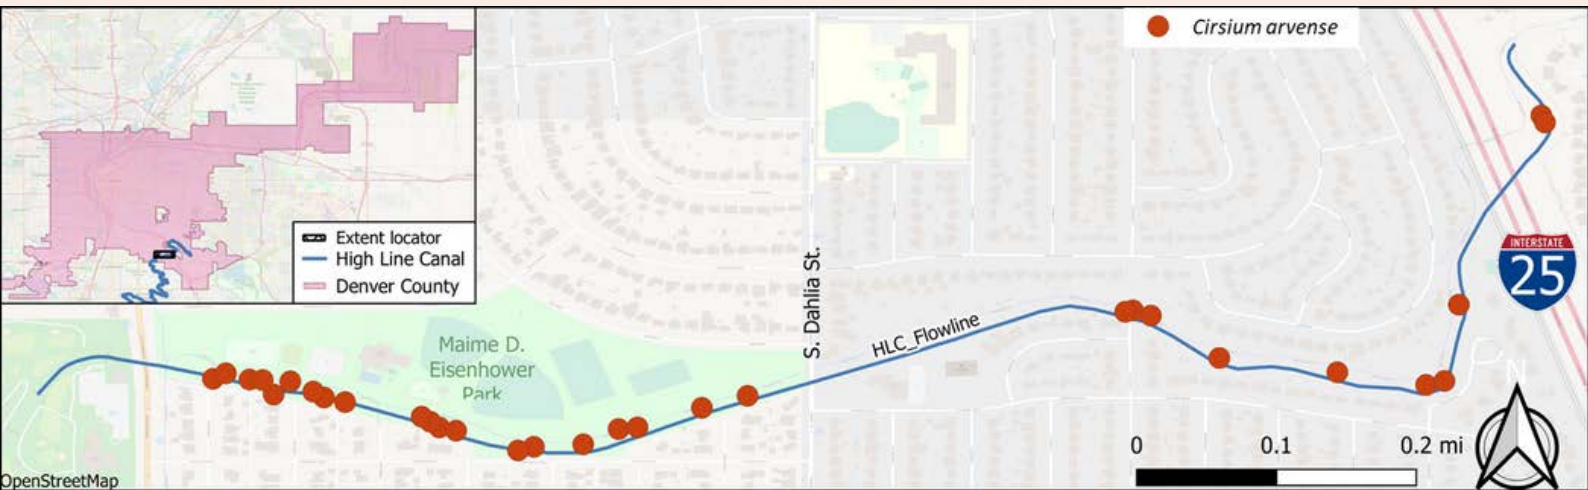 Cirsium arvense
Extent locator
High Line Canal
Denver County
INTERSTATE
25
S. Dahlia St.
HLC_Flowline
Maime D.
Eisenhower
Park
N
0 0.1 0.2 mi
OpenStreetMap